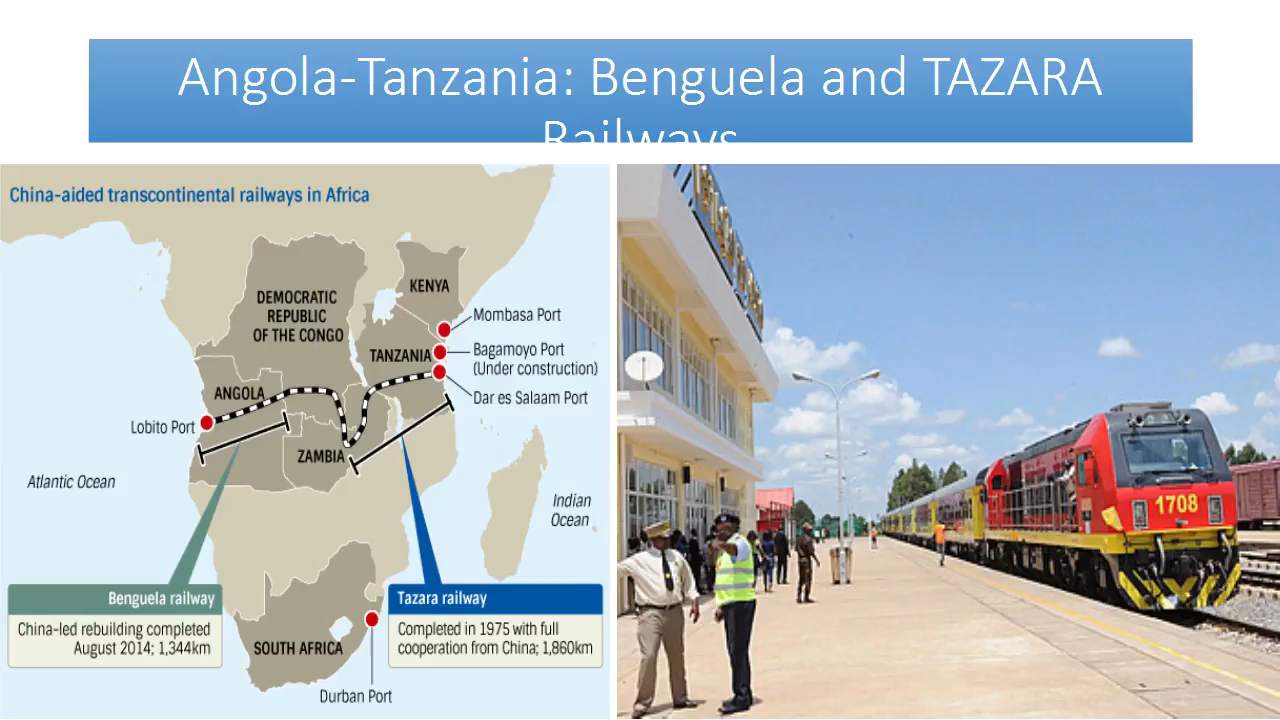 Angola-Tanzania: Benguela and TAZARA
Railways
China-aided transcontinental railways in Africa
DEMOCRATIC
REPUBLIC
OF THE CONGO
KENYA
Mombasa Port
TANZANIA
Bagamoyo Port
(Under construction)
Dar es Salaam Port
ANGOLA
Lobito Port
ZAMBIA
Atlantic Ocean
Indian
Ocean
Benguela railway
China-led rebuilding completed
August 2014; 1,344km
Tazara railway
Completed in 1975 with full
cooperation from China; 1,860km
SOUTH AFRICA
Durban Port
1708